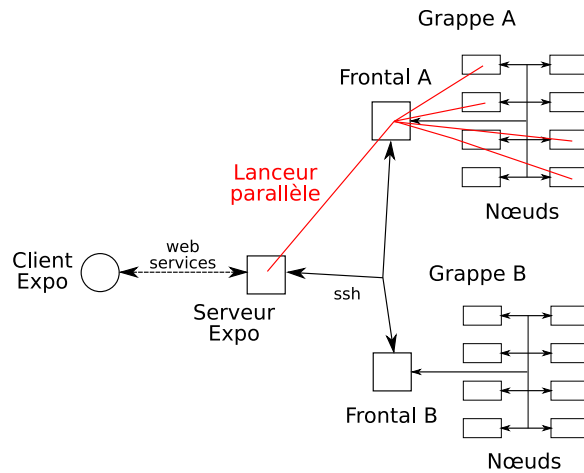 Grappe A
Frontal A
Lanceur
parallèle
Nœuds
web
services
Client
Expo
Serveur
Expo
ssh
Grappe B
Frontal B
Nœuds